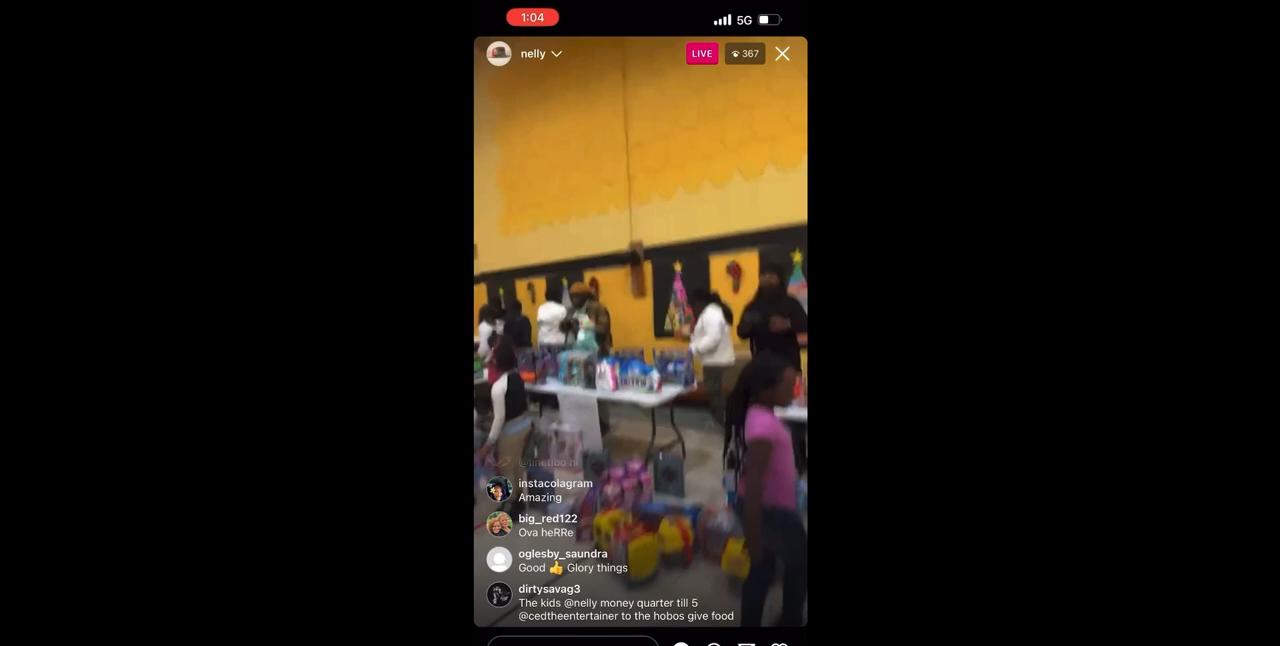 1:04
5G
nelly
LIVE
367
instacolagram
Amazing
big_red122
Ova heRRe
oglesby_saundra
Good 👍 Glory things
dirtysavag3
The kids @nelly money quarter till 5
@cedtheentertainer to the hobos give food